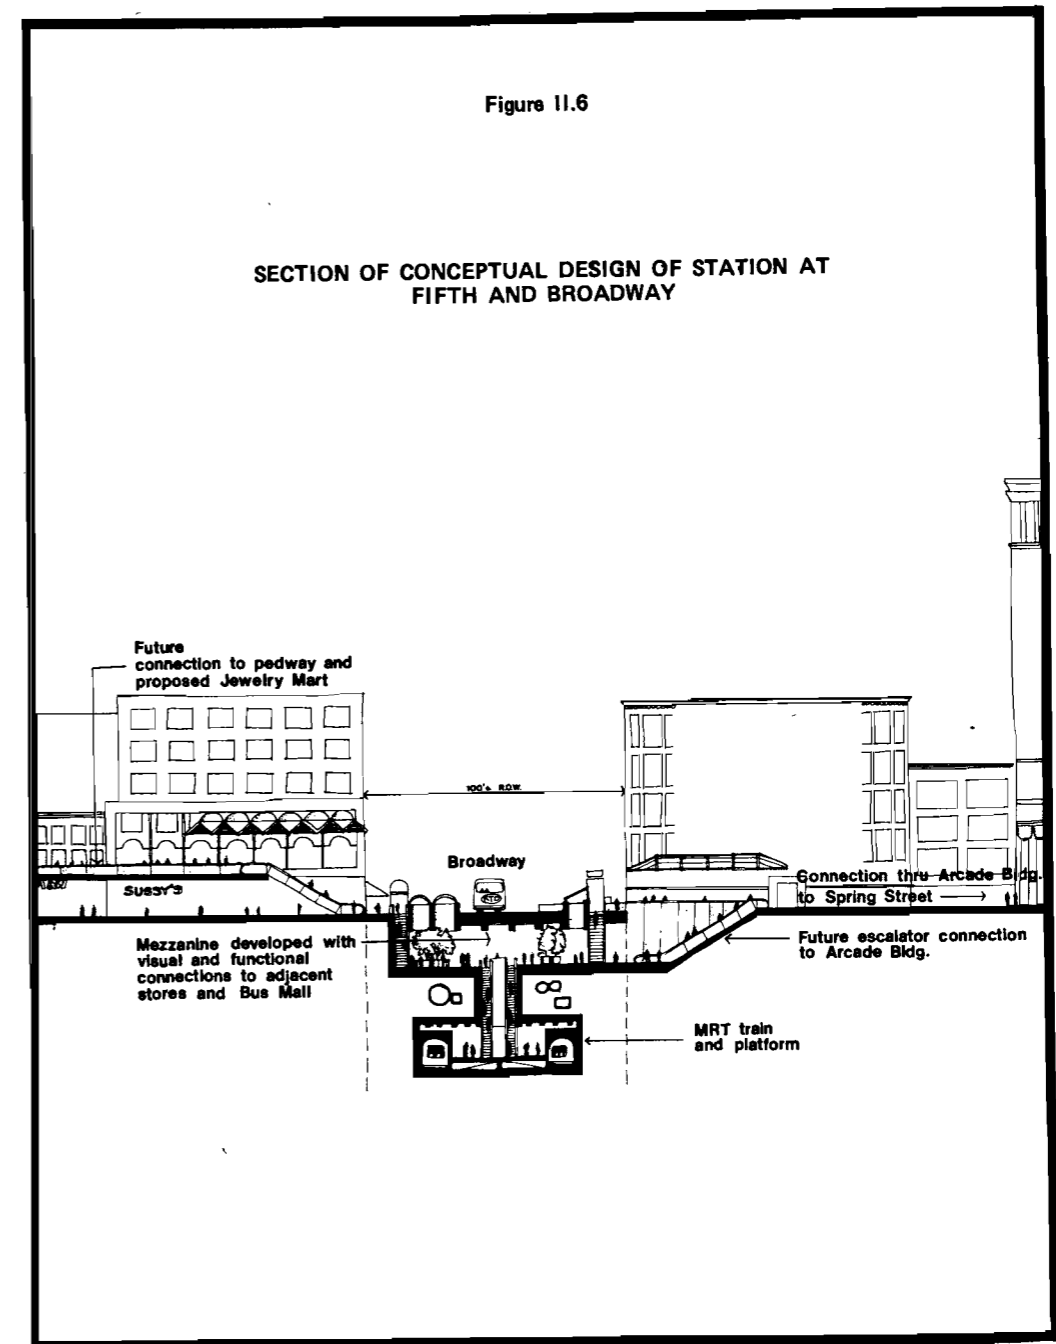 Figure II.6
SECTION OF CONCEPTUAL DESIGN OF STATION AT
FIFTH AND BROADWAY
Future
connection to pedway and
proposed Jewelry Mart
100'± R.O.W.
Broadway
RTD
Connection thru Arcade Bldg.
to Spring Street
Mezzanine developed with
visual and functional
connections to adjacent
stores and Bus Mall
Future escalator connection
to Arcade Bldg.
MRT train
and platform